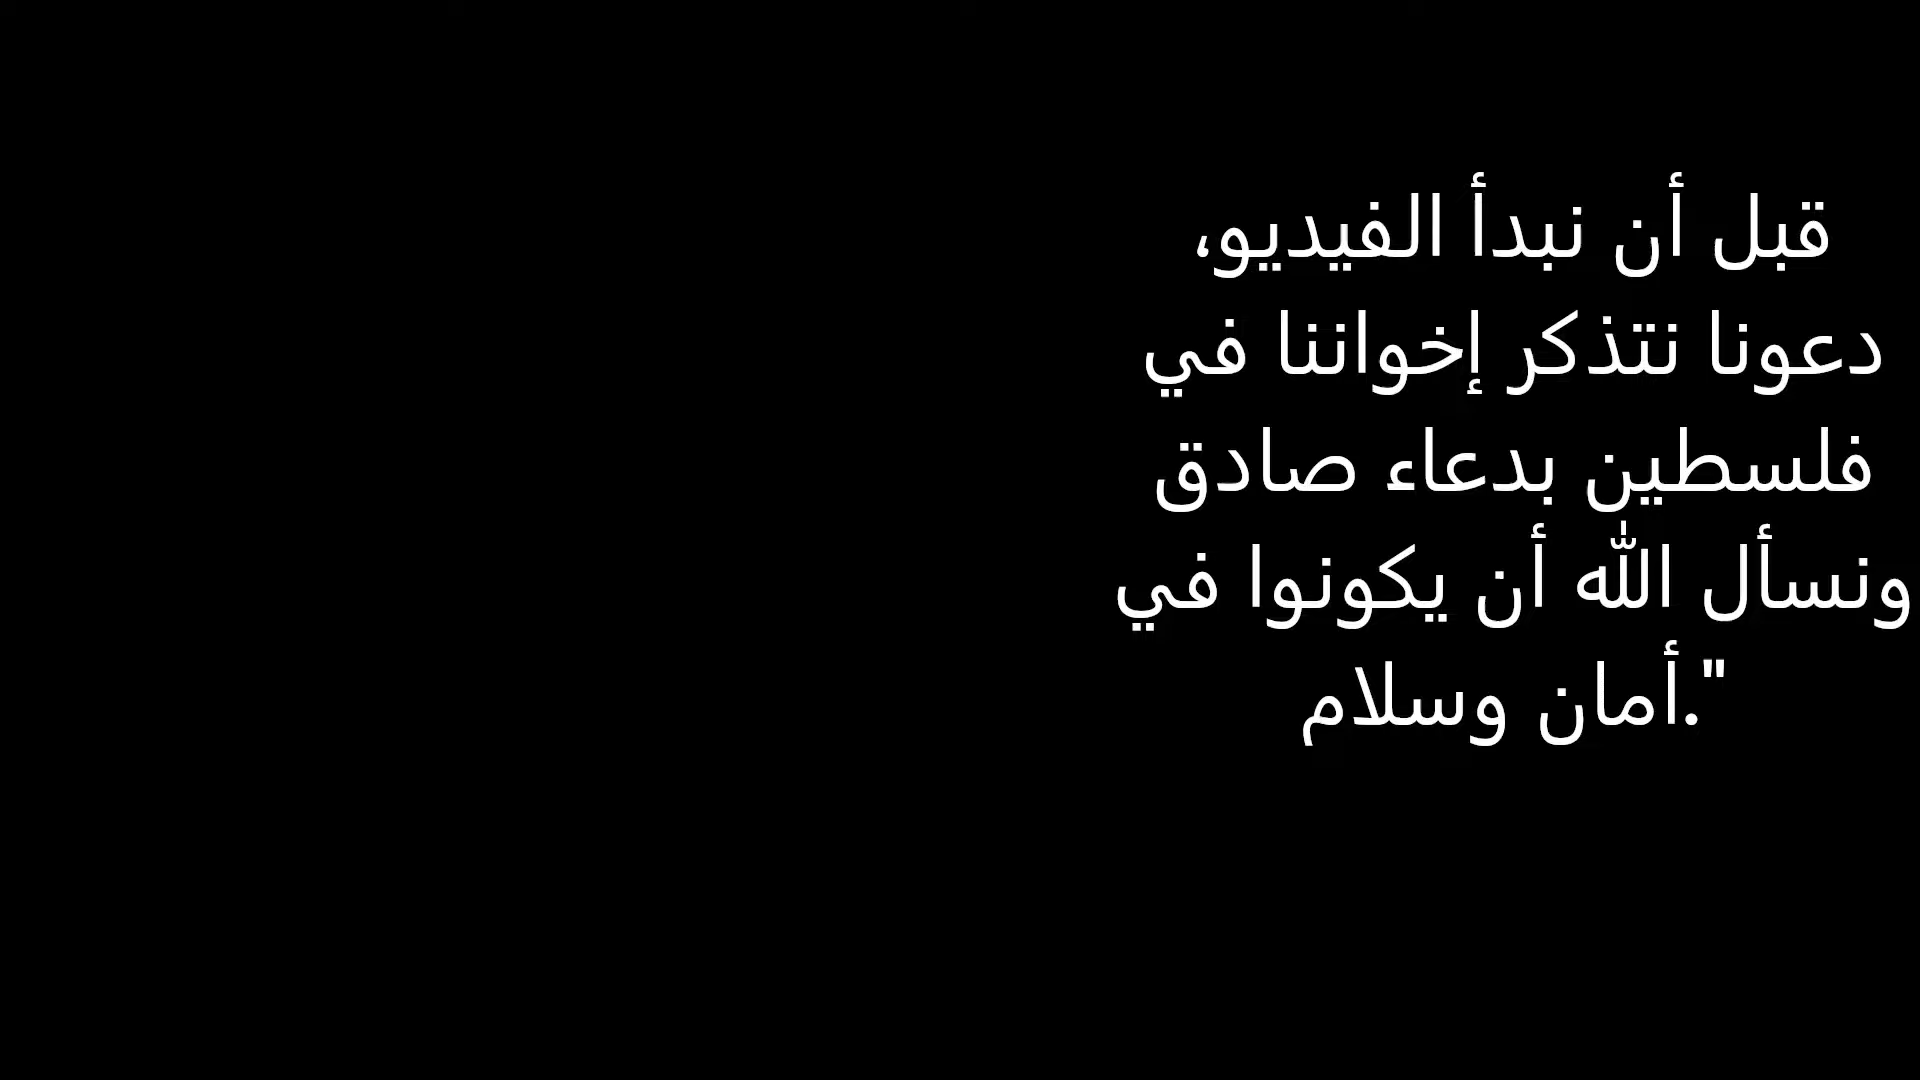 قبل أن نبدأ الفيديو،
دعونا نتذكر إخواننا في
فلسطين بدعاء صادق
ونسأل الله أن يكونوا في
".أمان وسلام